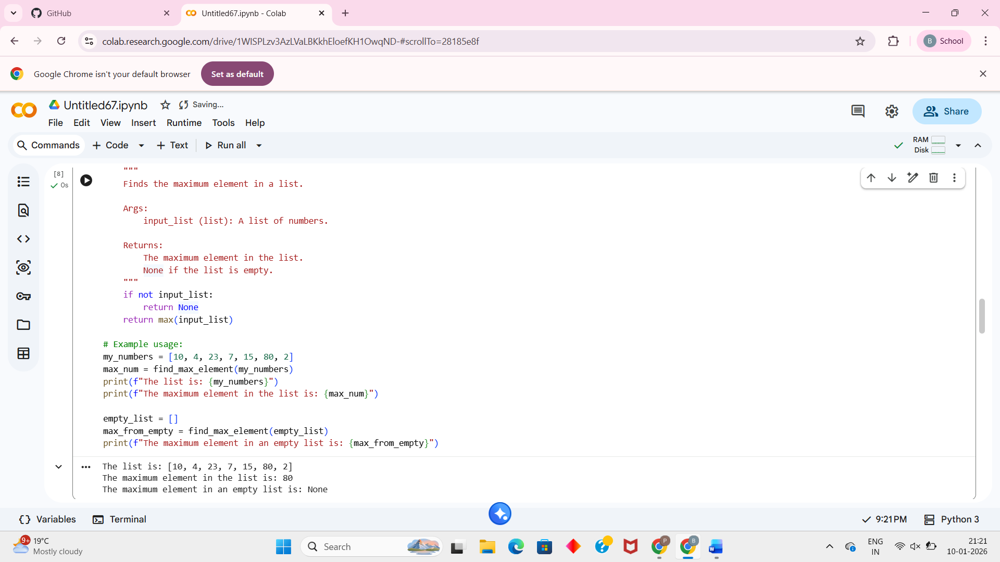 GitHub
Untitled67.ipynb - Colab
colab.research.google.com/drive/1WISPLzv3AzLVaLBKkhEloefKH1OwqND-#scrollTo=28185e8f
B School
Google Chrome isn't your default browser
Set as default
Untitled67.ipynb
Saving...
File Edit View Insert Runtime Tools Help
Share
Commands + Code + Text Run all
RAM
Disk
[8]
0s
"""
Finds the maximum element in a list.
Args:
input_list (list): A list of numbers.
Returns:
The maximum element in the list.
None if the list is empty.
"""
if not input_list:
return None
return max(input_list)
# Example usage:
my_numbers = [10, 4, 23, 7, 15, 80, 2]
max_num = find_max_element(my_numbers)
print(f"The list is: {my_numbers}")
print(f"The maximum element in the list is: {max_num}")
empty_list = []
max_from_empty = find_max_element(empty_list)
print(f"The maximum element in an empty list is: {max_from_empty}")
The list is: [10, 4, 23, 7, 15, 80, 2]
The maximum element in the list is: 80
The maximum element in an empty list is: None
{} Variables Terminal
9:21 PM Python 3
9+
19°C
Mostly cloudy
Search
P
B
W
ENG
IN
21:21
10-01-2026